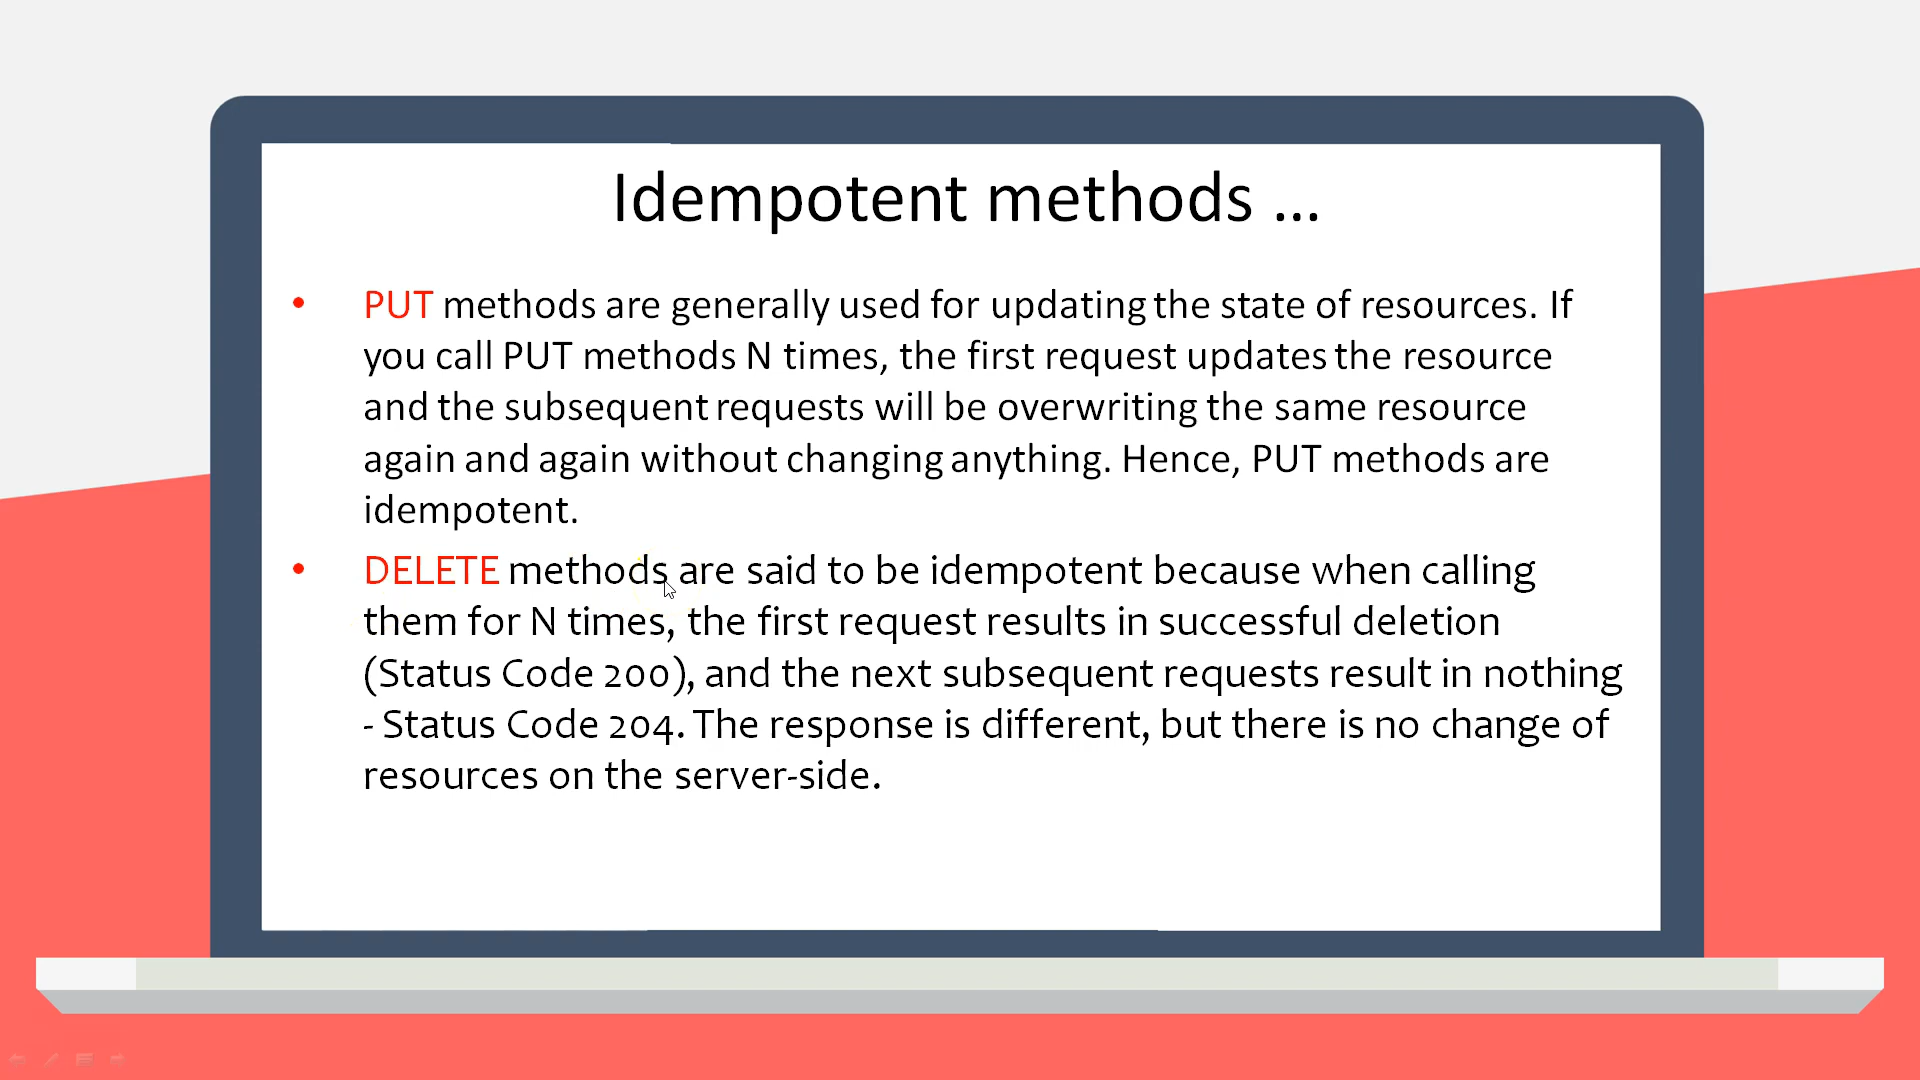 Idempotent methods ...
• PUT methods are generally used for updating the state of resources. If
you call PUT methods N times, the first request updates the resource
and the subsequent requests will be overwriting the same resource
again and again without changing anything. Hence, PUT methods are
idempotent.
• DELETE methods are said to be idempotent because when calling
them for N times, the first request results in successful deletion
(Status Code 200), and the next subsequent requests result in nothing
- Status Code 204. The response is different, but there is no change of
resources on the server-side.